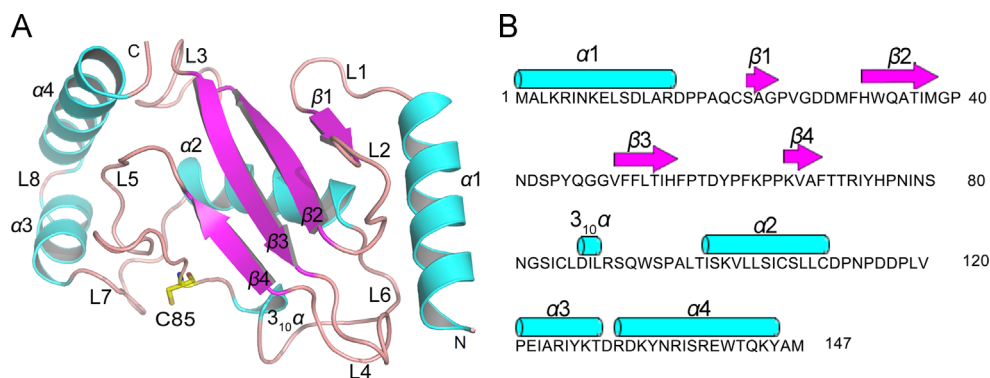 A
C
L3
L1
α4
β1
α2
L2
L5
α1
L8
β2
α3
β3
β4
L6
L7
C85
3₁₀α
N
L4
B
α1 β1 β2
1 MALKRINKELSDLARDPPAQCSAGPVGDDMFHWQATIMGP 40
β3 β4
NDSPYQGGVFFLTIHFPTDYPFKPPKVAFTTRIYHPNINS 80
3₁₀α α2
NGSICLDILRSQWSPALTISKVLLSICSLLCDPNPDDPLV 120
α3 α4
PEIARIYKTDRDKYNRISREWTQKYAM 147